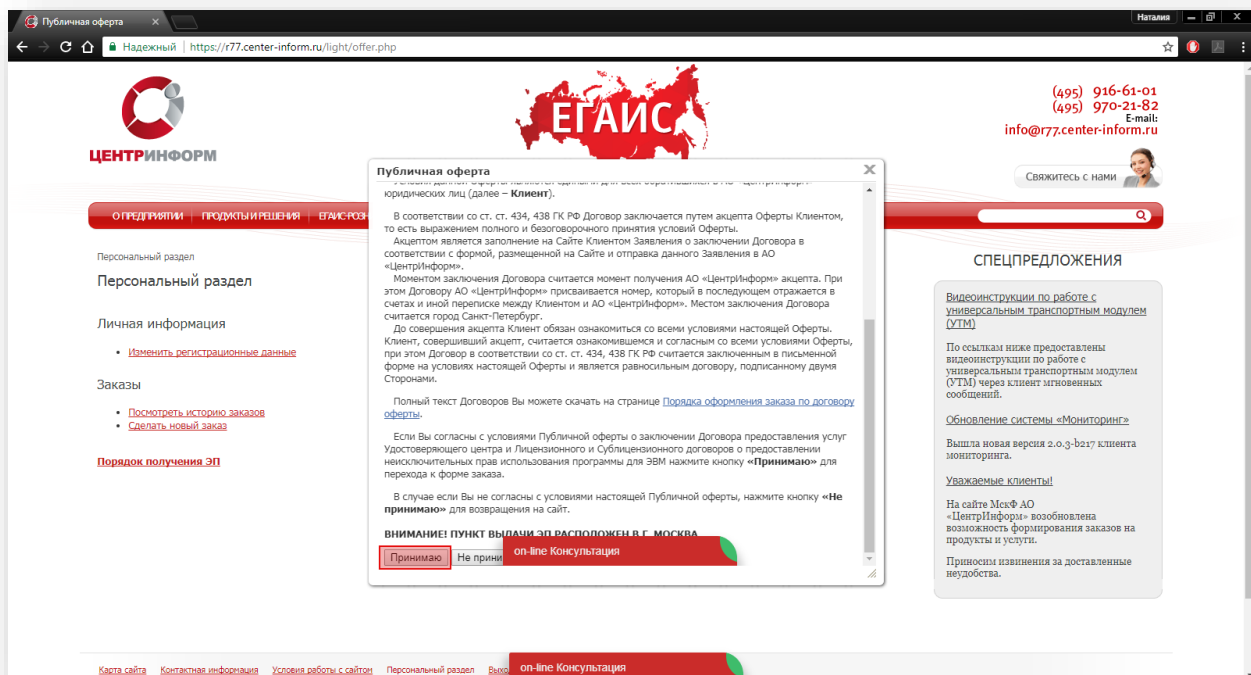 Публичная оферта
Наталия
Надежный
https://r77.center-inform.ru/light/offer.php
ЦЕНТРИНФОРМ
ЕГАИС
(495) 916-61-01
(495) 970-21-82
E-mail:
info@r77.center-inform.ru
Свяжитесь с нами
О ПРЕДПРИЯТИИ
ПРОДУКТЫ И РЕШЕНИЯ
ЕГАИС-РОЗН
Персональный раздел
Персональный раздел
Личная информация
Изменить регистрационные данные
Заказы
Посмотреть историю заказов
Сделать новый заказ
Порядок получения ЭП
Публичная оферта
юридических лиц (далее – Клиент).
В соответствии со ст. ст. 434, 438 ГК РФ Договор заключается путем акцепта Оферты Клиентом,
то есть выражением полного и безоговорочного принятия условий Оферты.
Акцептом является заполнение на Сайте Клиентом Заявления о заключении Договора в
соответствии с формой, размещенной на Сайте и отправка данного Заявления в АО
«ЦентрИнформ».
Моментом заключения Договора считается момент получения АО «ЦентрИнформ» акцепта. При
этом Договору АО «ЦентрИнформ» присваивается номер, который в последующем отражается в
счетах и иной переписке между Клиентом и АО «ЦентрИнформ». Местом заключения Договора
считается город Санкт-Петербург.
До совершения акцепта Клиент обязан ознакомиться со всеми условиями настоящей Оферты.
Клиент, совершивший акцепт, считается ознакомившемся и согласным со всеми условиями Оферты,
при этом Договор в соответствии со ст. ст. 434, 438 ГК РФ считается заключенным в письменной
форме на условиях настоящей Оферты и является равносильным договору, подписанному двумя
Сторонами.
Полный текст Договоров Вы можете скачать на странице Порядка оформления заказа по договору
оферты.
Если Вы согласны с условиями Публичной оферты о заключении Договора предоставления услуг
Удостоверяющего центра и Лицензионного и Сублицензионного договоров о предоставлении
неисключительных прав использования программы для ЭВМ нажмите кнопку «Принимаю» для
перехода к форме заказа.
В случае если Вы не согласны с условиями настоящей Публичной оферты, нажмите кнопку «Не
принимаю» для возвращения на сайт.
ВНИМАНИЕ! ПУНКТ ВЫДАЧИ ЭП РАСПОЛОЖЕН В Г. МОСКВА
Принимаю
Не прини
on-line Консультация
СПЕЦПРЕДЛОЖЕНИЯ
Видеоинструкции по работе с
универсальным транспортным модулем
(УТМ)
По ссылкам ниже предоставлены
видеоинструкции по работе с
универсальным транспортным модулем
(УТМ) через клиент мгновенных
сообщений.
Обновление системы «Мониторинг»
Вышла новая версия 2.0.3-b217 клиента
мониторинга.
Уважаемые клиенты!
На сайте МскФ АО
«ЦентрИнформ» возобновлена
возможность формирования заказов на
продукты и услуги.
Приносим извинения за доставленные
неудобства.
Карта сайта
Контактная информация
Условия работы с сайтом
Персональный раздел
Выхо
on-line Консультация